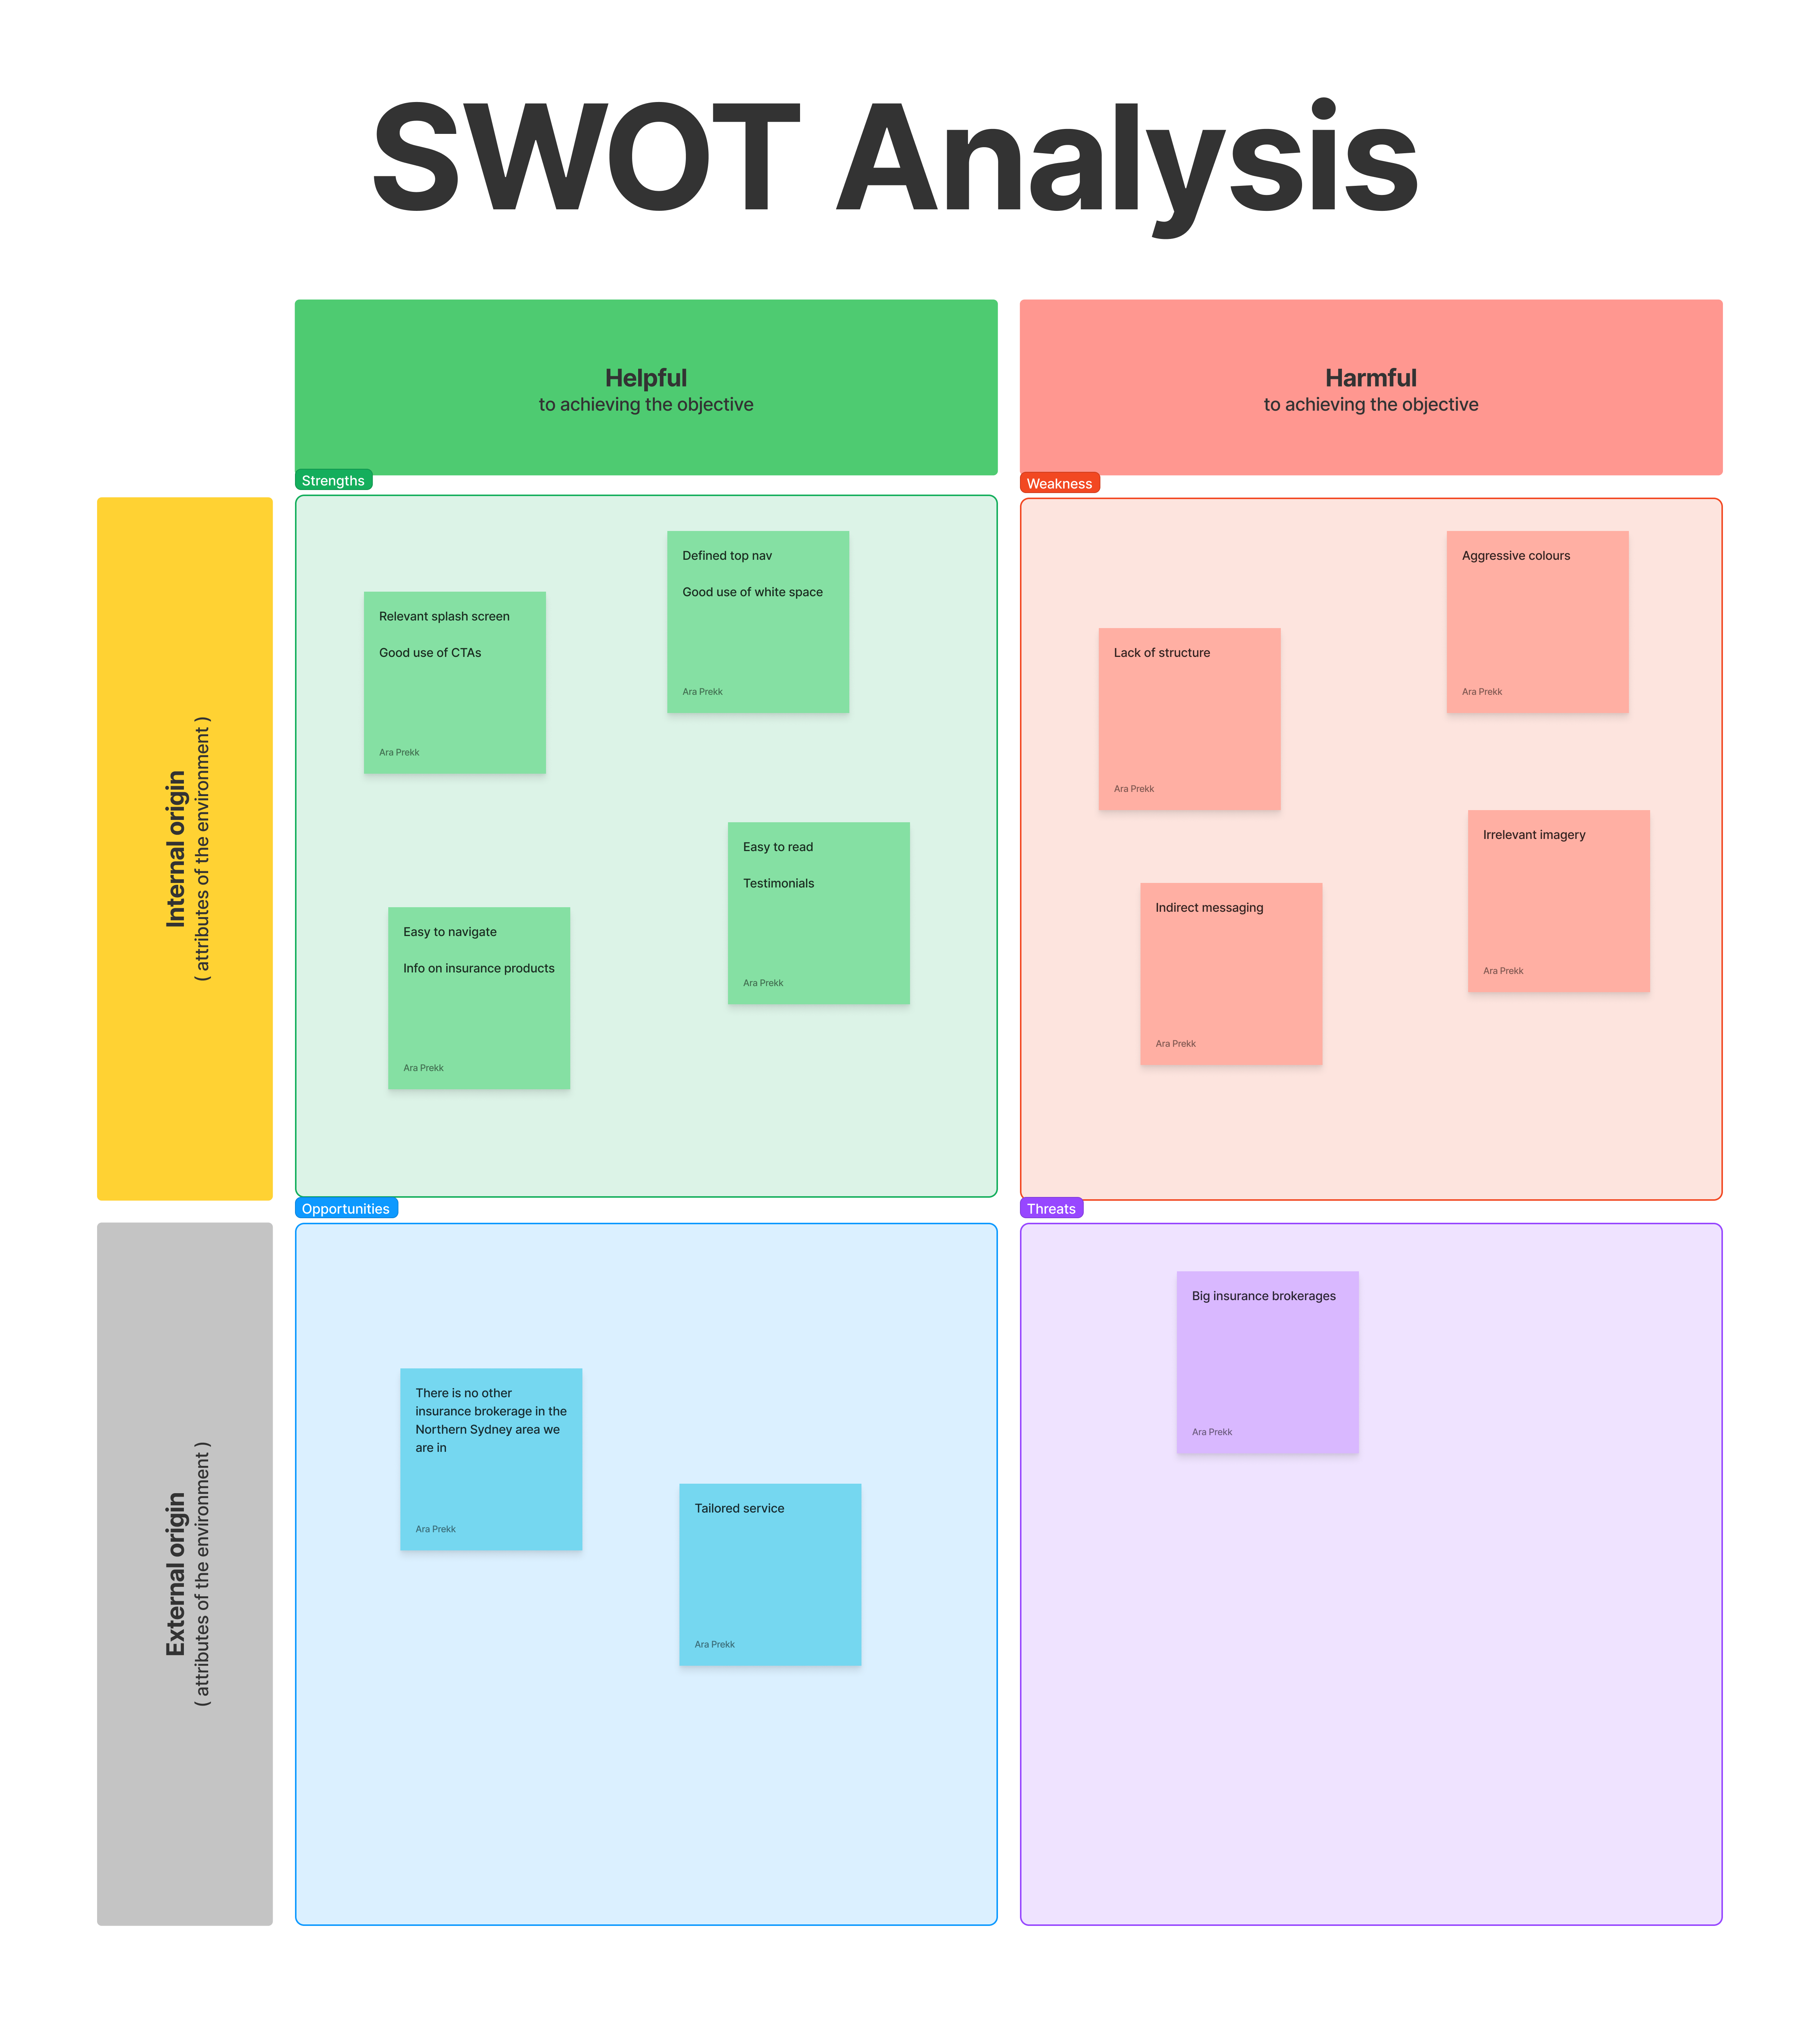 SWOT Analysis
Helpful
to achieving the objective
Harmful
to achieving the objective
Internal origin
( attributes of the environment )
Strengths
Relevant splash screen
Good use of CTAs
Ara Prekk
Defined top nav
Good use of white space
Ara Prekk
Easy to navigate
Info on insurance products
Ara Prekk
Easy to read
Testimonials
Ara Prekk
Weakness
Lack of structure
Ara Prekk
Aggressive colours
Ara Prekk
Indirect messaging
Ara Prekk
Irrelevant imagery
Ara Prekk
External origin
( attributes of the environment )
Opportunities
There is no other
insurance brokerage in the
Northern Sydney area we
are in
Ara Prekk
Tailored service
Ara Prekk
Threats
Big insurance brokerages
Ara Prekk